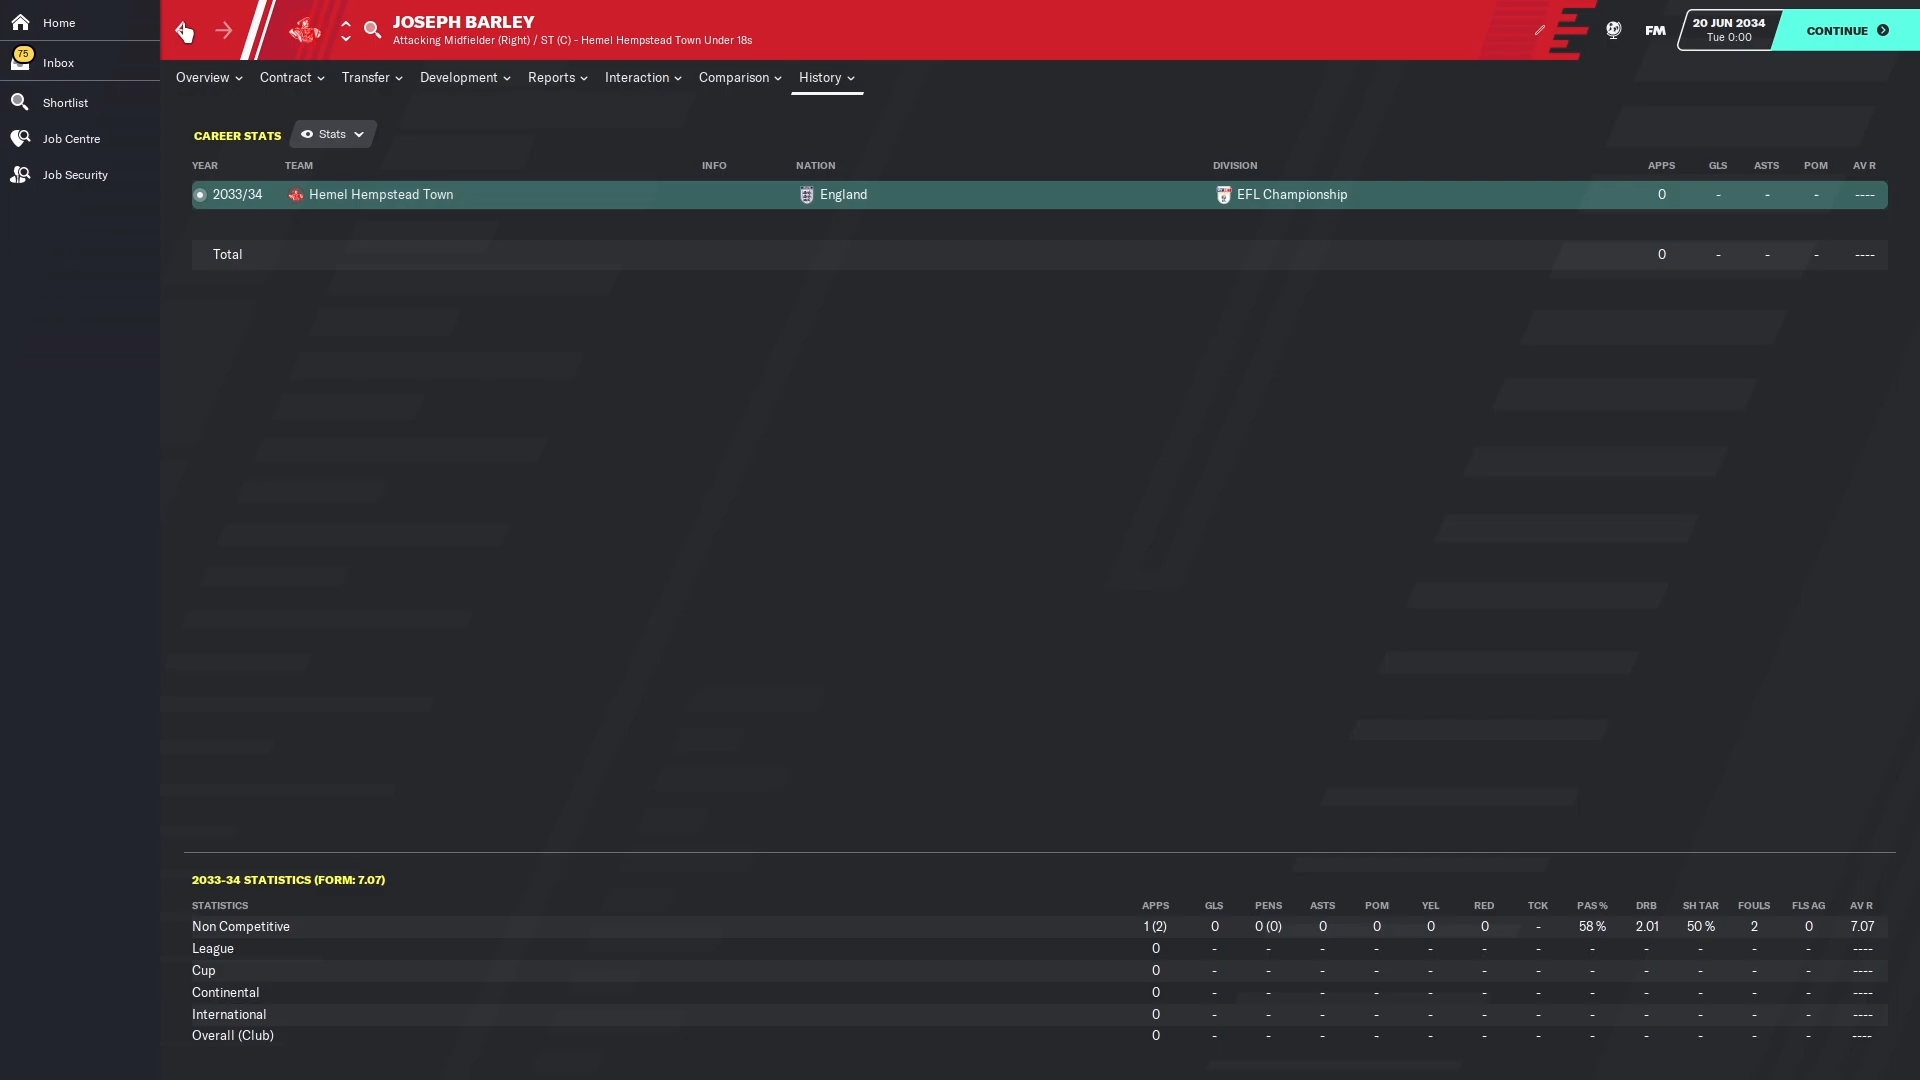 Home
75
Inbox
Shortlist
Job Centre
Job Security
JOSEPH BARLEY
Attacking Midfielder (Right) / ST (C) - Hemel Hempstead Town Under 18s
FM
20 JUN 2034
Tue 0:00
CONTINUE
Overview Contract Transfer Development Reports Interaction Comparison History
CAREER STATS Stats
YEAR TEAM INFO NATION DIVISION APPS GLS ASTS POM AV R
2033/34 Hemel Hempstead Town England EFL Championship 0 - - - ----
Total 0 - - - ----
2033-34 STATISTICS (FORM: 7.07)
STATISTICS APPS GLS PENS ASTS POM YEL RED TCK PAS % DRB SH TAR FOULS FLS AG AV R
Non Competitive 1 (2) 0 0 (0) 0 0 0 0 - 58 % 2.01 50 % 2 0 7.07
League 0 - - - - - - - - - - - - ----
Cup 0 - - - - - - - - - - - - ----
Continental 0 - - - - - - - - - - - - ----
International 0 - - - - - - - - - - - - ----
Overall (Club) 0 - - - - - - - - - - - - ----